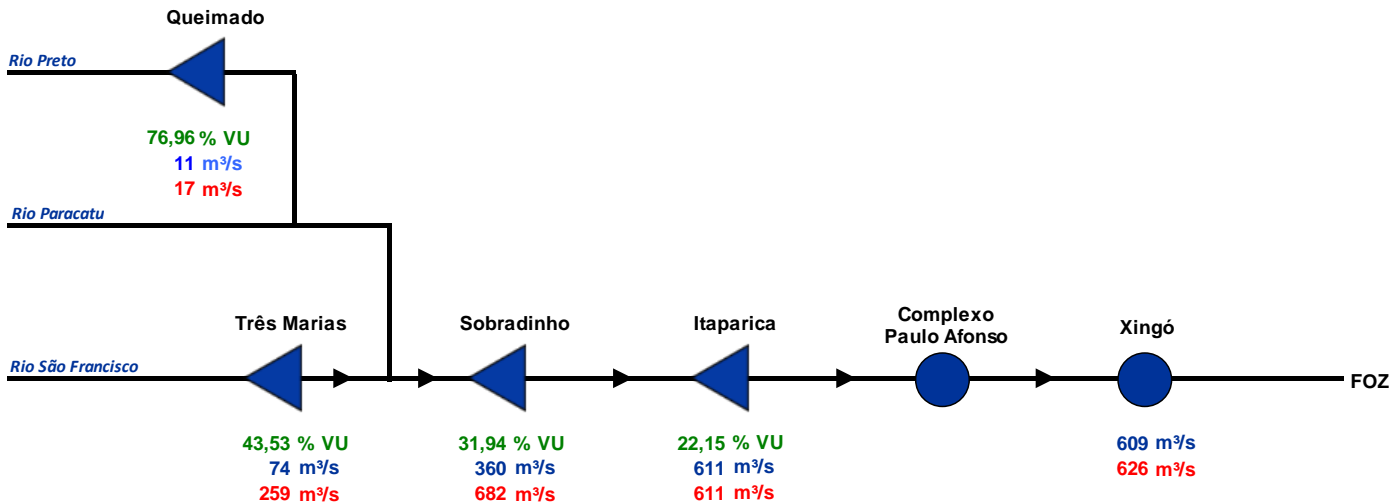 Queimado
Rio Preto
76,96 % VU
11 m³/s
17 m³/s
Rio Paracatu
Três Marias
Sobradinho
Itaparica
Complexo
Paulo Afonso
Xingó
Rio São Francisco
FOZ
43,53 % VU
74 m³/s
259 m³/s
31,94 % VU
360 m³/s
682 m³/s
22,15 % VU
611 m³/s
611 m³/s
609 m³/s
626 m³/s